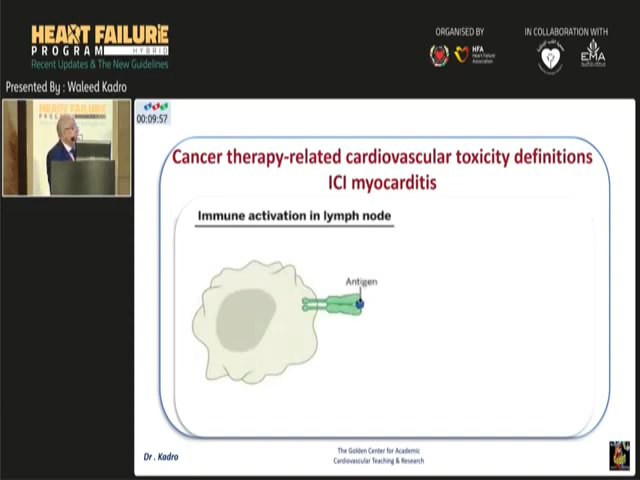 HEART FAILURE
PROGRAM HYBRID
Recent Updates & The New Guidelines
ORGANISED BY
HFA
Heart Failure
Association
IN COLLABORATION WITH
EMA
Presented By : Waleed Kadro
HEART FAILURE
00:09:57
Cancer therapy-related cardiovascular toxicity definitions
ICI myocarditis
Immune activation in lymph node
Antigen
Dr . Kadro
The Golden Center for Academic
Cardiovascular Teaching & Research